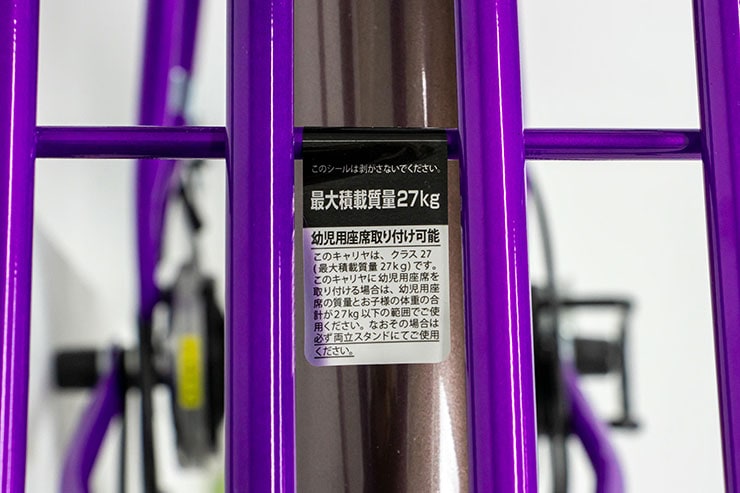 このシールは剥がさないでください。
最大積載質量27kg
幼児用座席取り付け可能
このキャリヤは、クラス27
(最大積載質量27kg)です。
このキャリヤに幼児用座席を
取り付ける場合は、幼児用座
席の質量とお子様の体重の合
計が27kg以下の範囲でご使
用ください。なおその場合は
必ず両立スタンドにてご使用
ください。